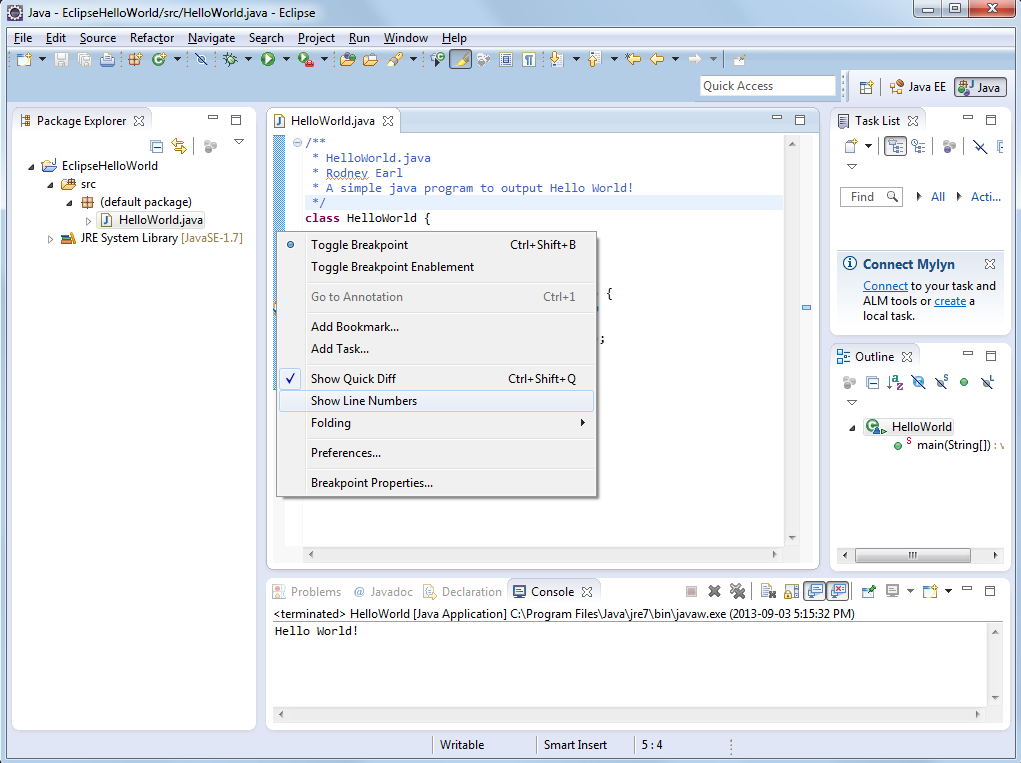 Java - EclipseHelloWorld/src/HelloWorld.java - Eclipse
File Edit Source Refactor Navigate Search Project Run Window Help
Quick Access
Java EE
Java
Package Explorer
EclipseHelloWorld
src
(default package)
HelloWorld.java
JRE System Library [JavaSE-1.7]
HelloWorld.java
/**
* HelloWorld.java
* Rodney Earl
* A simple java program to output Hello World!
*/
class HelloWorld {
{
;
Toggle Breakpoint Ctrl+Shift+B
Toggle Breakpoint Enablement
Go to Annotation Ctrl+1
Add Bookmark...
Add Task...
Show Quick Diff Ctrl+Shift+Q
Show Line Numbers
Folding
Preferences...
Breakpoint Properties...
Task List
Find All Acti...
Connect Mylyn
Connect to your task and
ALM tools or create a
local task.
Outline
HelloWorld
main(String[]) : v
Problems @ Javadoc Declaration Console
<terminated> HelloWorld [Java Application] C:\Program Files\Java\jre7\bin\javaw.exe (2013-09-03 5:15:32 PM)
Hello World!
Writable Smart Insert 5 : 4